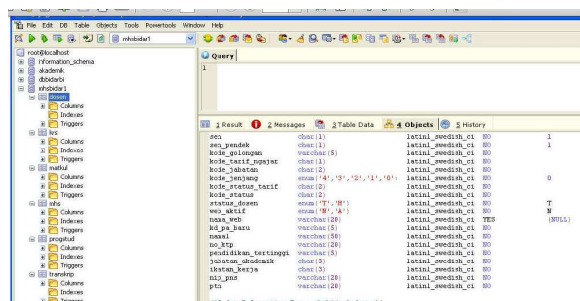 File Edit DB Table Objects Tools Powertools Window Help
mhsbidar1
root@localhost
information_schema
akademik
dbbidarbi
mhsbidar1
dosen
Columns
Indexes
Triggers
krs
Columns
Indexes
Triggers
matkul
Columns
Indexes
Triggers
mhs
Columns
Indexes
Triggers
progstud
Columns
Indexes
Triggers
transkrip
Columns
Indexes
Triggers
Query
1
1 Result 2 Messages 3 Table Data 4 Objects 5 History
sen char(1) latin1_swedish_ci NO 1
sen_pendek char(1) latin1_swedish_ci NO 1
kode_golongan varchar(5) latin1_swedish_ci NO
kode_tarif_ngajar char(1) latin1_swedish_ci NO
kode_jabatan char(2) latin1_swedish_ci NO
kode_jenjang enum('4','3','2','1','0') latin1_swedish_ci NO 0
kode_status_tarif char(2) latin1_swedish_ci NO
kode_status char(2) latin1_swedish_ci NO
status_dosen enum('T','H') latin1_swedish_ci NO T
web_aktif enum('N','A') latin1_swedish_ci NO N
nama_web varchar(20) latin1_swedish_ci YES (NULL)
kd_pa_baru varchar(5) latin1_swedish_ci NO
nama1 varchar(50) latin1_swedish_ci NO
no_ktp varchar(20) latin1_swedish_ci NO
pendidikan_tertinggi varchar(5) latin1_swedish_ci NO
jabatan_akademik char(3) latin1_swedish_ci NO
ikatan_kerja char(3) latin1_swedish_ci NO
nip_pns varchar(20) latin1_swedish_ci NO
ptn varchar(20) latin1_swedish_ci NO